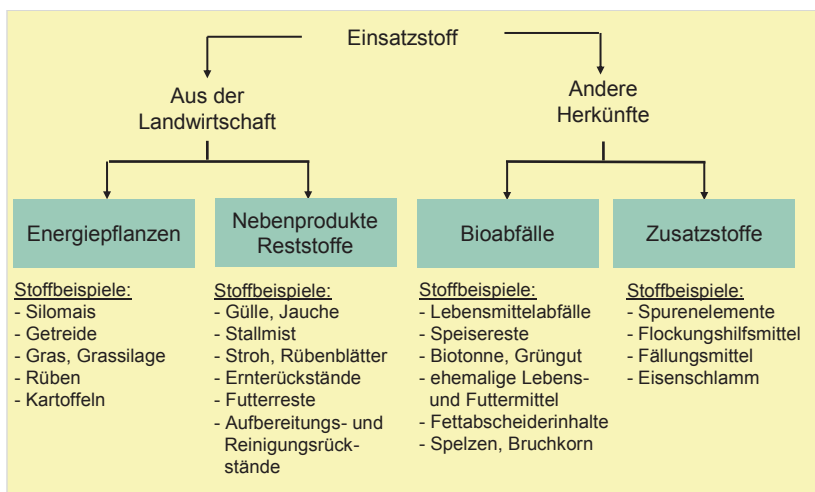 Einsatzstoff
Aus der
Landwirtschaft
Andere
Herkünfte
Energiepflanzen
Nebenprodukte
Reststoffe
Bioabfälle
Zusatzstoffe
Stoffbeispiele:
- Silomais
- Getreide
- Gras, Grassilage
- Rüben
- Kartoffeln
Stoffbeispiele:
- Gülle, Jauche
- Stallmist
- Stroh, Rübenblätter
- Ernterückstände
- Futterreste
- Aufbereitungs- und
Reinigungsrück-
stände
Stoffbeispiele:
- Lebensmittelabfälle
- Speisereste
- Biotonne, Grüngut
- ehemalige Lebens-
und Futtermittel
- Fettabscheiderinhalte
- Spelzen, Bruchkorn
Stoffbeispiele:
- Spurenelemente
- Flockungshilfsmittel
- Fällungsmittel
- Eisenschlamm